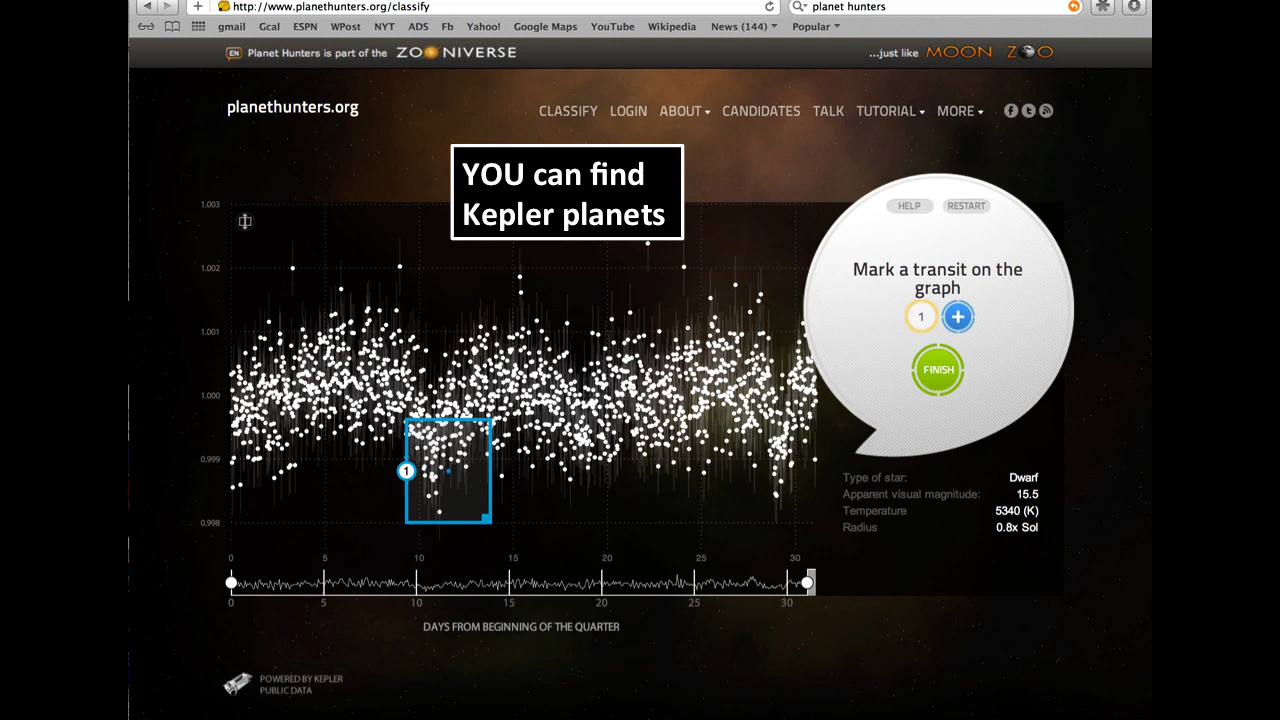 http://www.planethunters.org/classify
planet hunters
gmail Gcal ESPN WPost NYT ADS Fb Yahoo! Google Maps YouTube Wikipedia News (144) Popular
EN Planet Hunters is part of the ZOONIVERSE
...just like MOON ZOO
planethunters.org
CLASSIFY LOGIN ABOUT CANDIDATES TALK TUTORIAL MORE
YOU can find
Kepler planets
HELP RESTART
Mark a transit on the
graph
1 +
FINISH
1.003
1.002
1.001
1.000
0.999
0.998
1
0 5 10 15 20 25 30
Type of star: Dwarf
Apparent visual magnitude: 15.5
Temperature 5340 (K)
Radius 0.8x Sol
0 5 10 15 20 25 30
DAYS FROM BEGINNING OF THE QUARTER
POWERED BY KEPLER
PUBLIC DATA